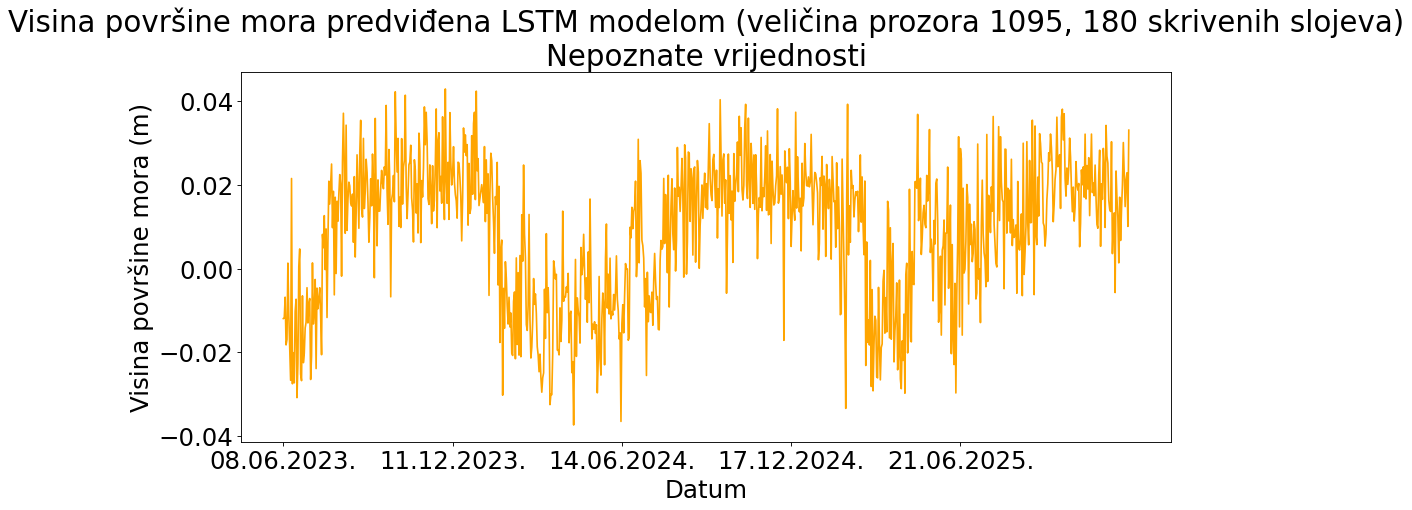 Visina površine mora predviđena LSTM modelom (veličina prozora 1095, 180 skrivenih slojeva)
Nepoznate vrijednosti
Visina površine mora (m)
0.04
0.02
0.00
−0.02
−0.04
08.06.2023. 11.12.2023. 14.06.2024. 17.12.2024. 21.06.2025.
Datum